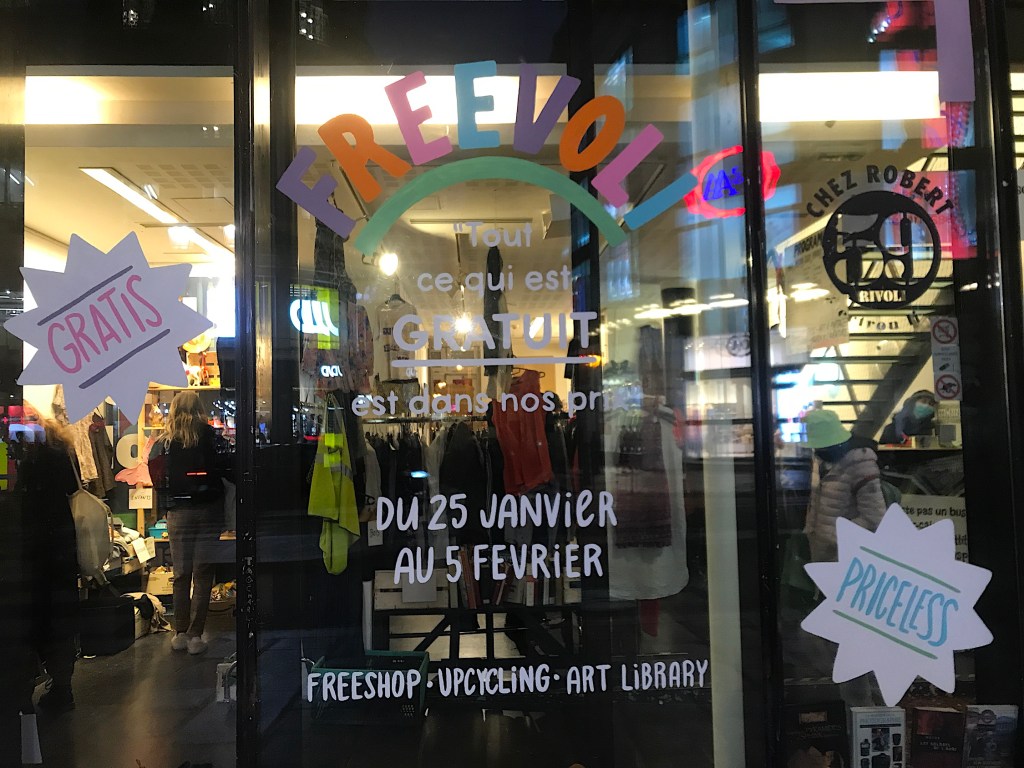 FREEVOLI
CHEZ ROBERT
59
RIVOLI
"Tout
ce qui est
GRATUIT
est dans nos
GRATIS
DU 25 JANVIER
AU 5 FEVRIER
PRICELESS
FREESHOP · UPCYCLING · ART LIBRARY